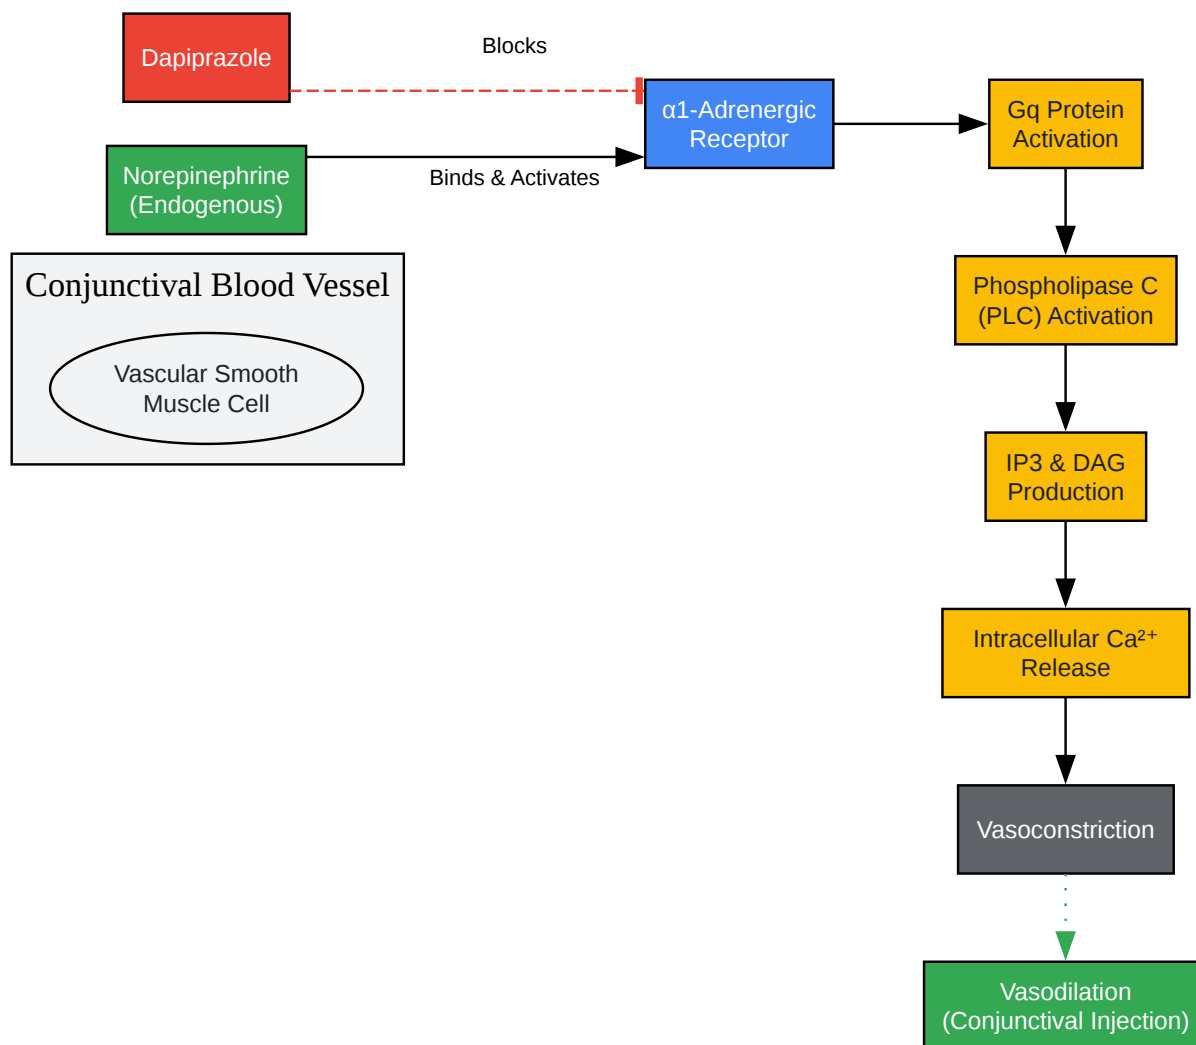 Dapiprazole
Blocks
α1-Adrenergic
Receptor
Gq Protein
Activation
Norepinephrine
(Endogenous)
Binds & Activates
Conjunctival Blood Vessel
Vascular Smooth
Muscle Cell
Phospholipase C
(PLC) Activation
IP3 & DAG
Production
Intracellular Ca²⁺
Release
Vasoconstriction
Vasodilation
(Conjunctival Injection)